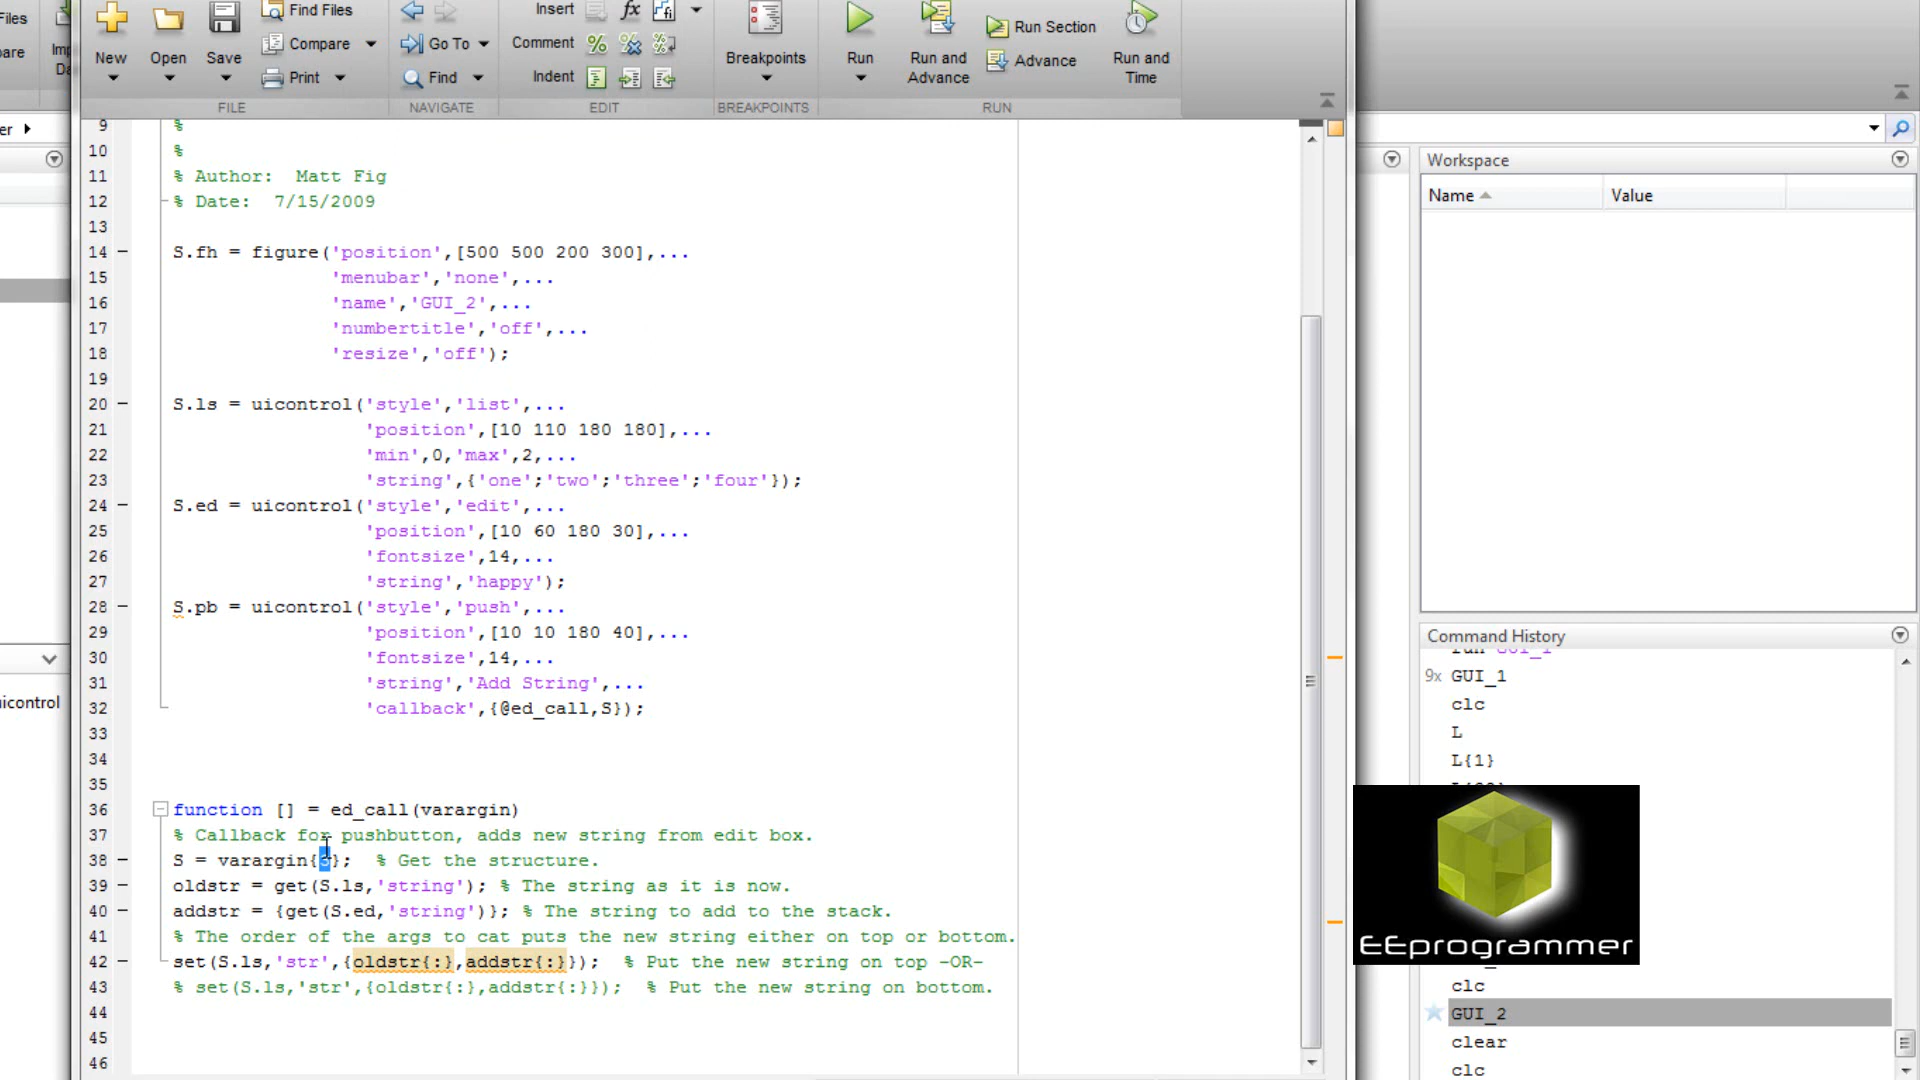 Files
pare
New
Open
Save
Find Files
Compare
Print
FILE
Go To
Find
NAVIGATE
Insert
fx
Comment
Indent
EDIT
Breakpoints
BREAKPOINTS
Run
Run and
Advance
Run Section
Advance
Run and
Time
RUN
9 %
10 %
11 % Author: Matt Fig
12 % Date: 7/15/2009
13
14 S.fh = figure('position',[500 500 200 300],...
15 'menubar','none',...
16 'name','GUI_2',...
17 'numbertitle','off',...
18 'resize','off');
19
20 S.ls = uicontrol('style','list',...
21 'position',[10 110 180 180],...
22 'min',0,'max',2,...
23 'string',{'one';'two';'three';'four'});
24 S.ed = uicontrol('style','edit',...
25 'position',[10 60 180 30],...
26 'fontsize',14,...
27 'string','happy');
28 S.pb = uicontrol('style','push',...
29 'position',[10 10 180 40],...
30 'fontsize',14,...
31 'string','Add String',...
32 'callback',{@ed_call,S});
33
34
35
36 function [] = ed_call(varargin)
37 % Callback for pushbutton, adds new string from edit box.
38 S = varargin{3}; % Get the structure.
39 oldstr = get(S.ls,'string'); % The string as it is now.
40 addstr = {get(S.ed,'string')}; % The string to add to the stack.
41 % The order of the args to cat puts the new string either on top or bottom.
42 set(S.ls,'str',{oldstr{:},addstr{:}}); % Put the new string on top -OR-
43 % set(S.ls,'str',{oldstr{:},addstr{:}}); % Put the new string on bottom.
44
45
46
Workspace
Name
Value
Command History
run GUI_1
9x GUI_1
clc
L
L{1}
EEprogrammer
clc
GUI_2
clear
clc
uicontrol